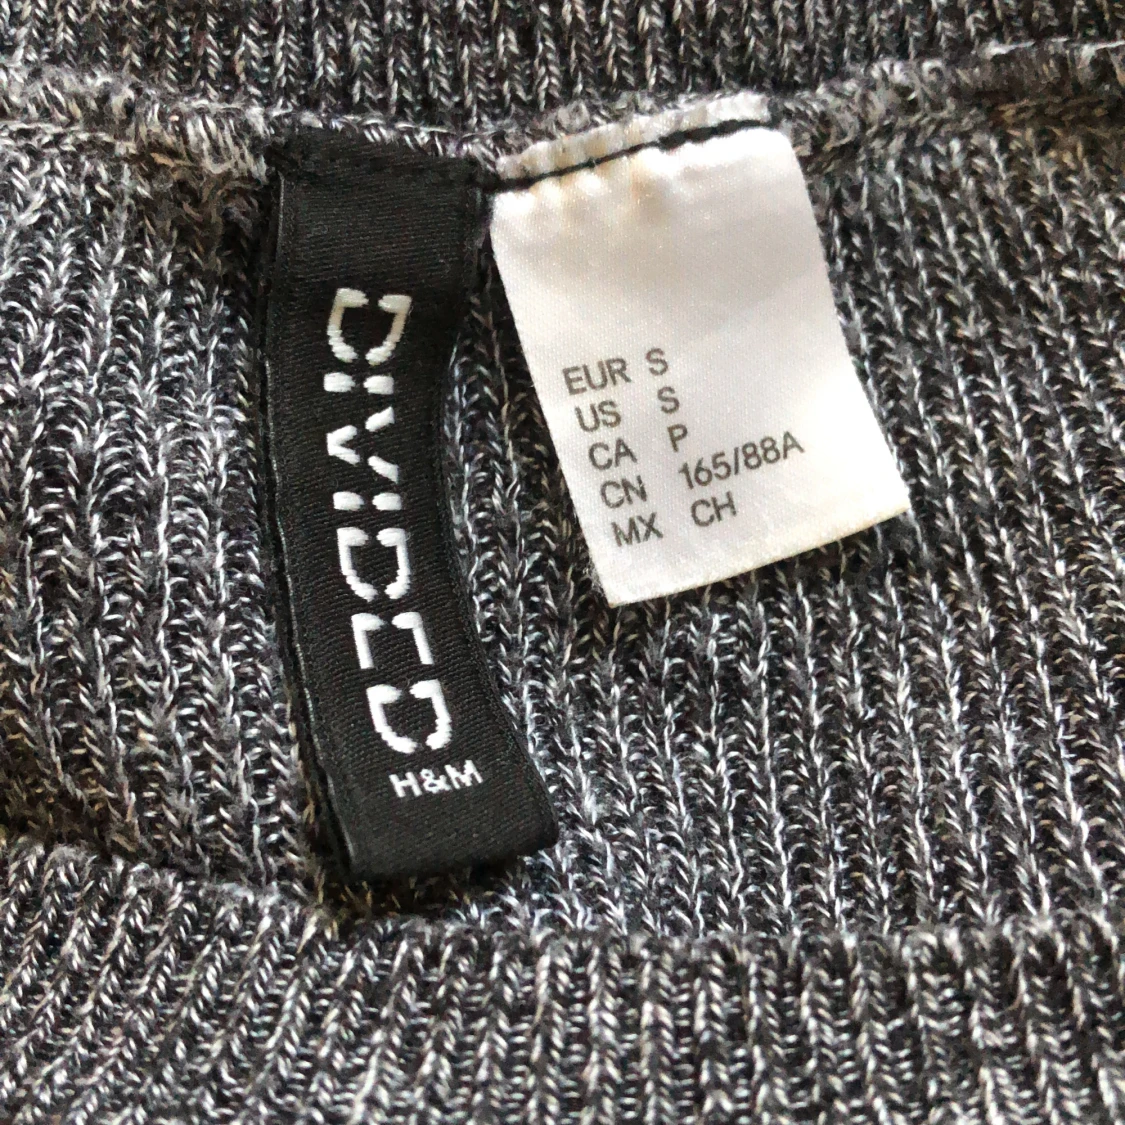 DIVIDED
H&M
EUR S
US S
CA P
CN 165/88A
MX CH